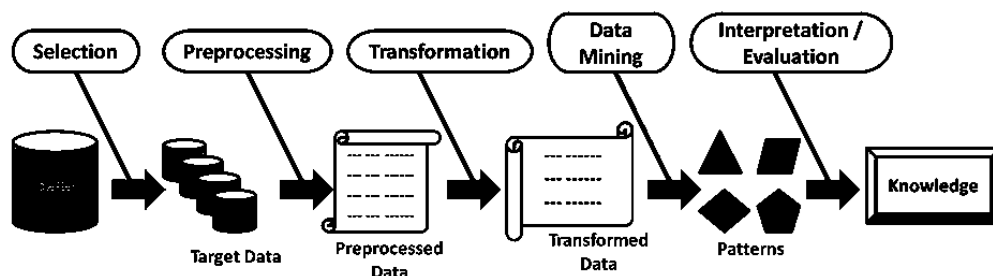 Selection
Preprocessing
Transformation
Data
Mining
Interpretation /
Evaluation
Knowledge
Target Data
Preprocessed
Data
Transformed
Data
Patterns